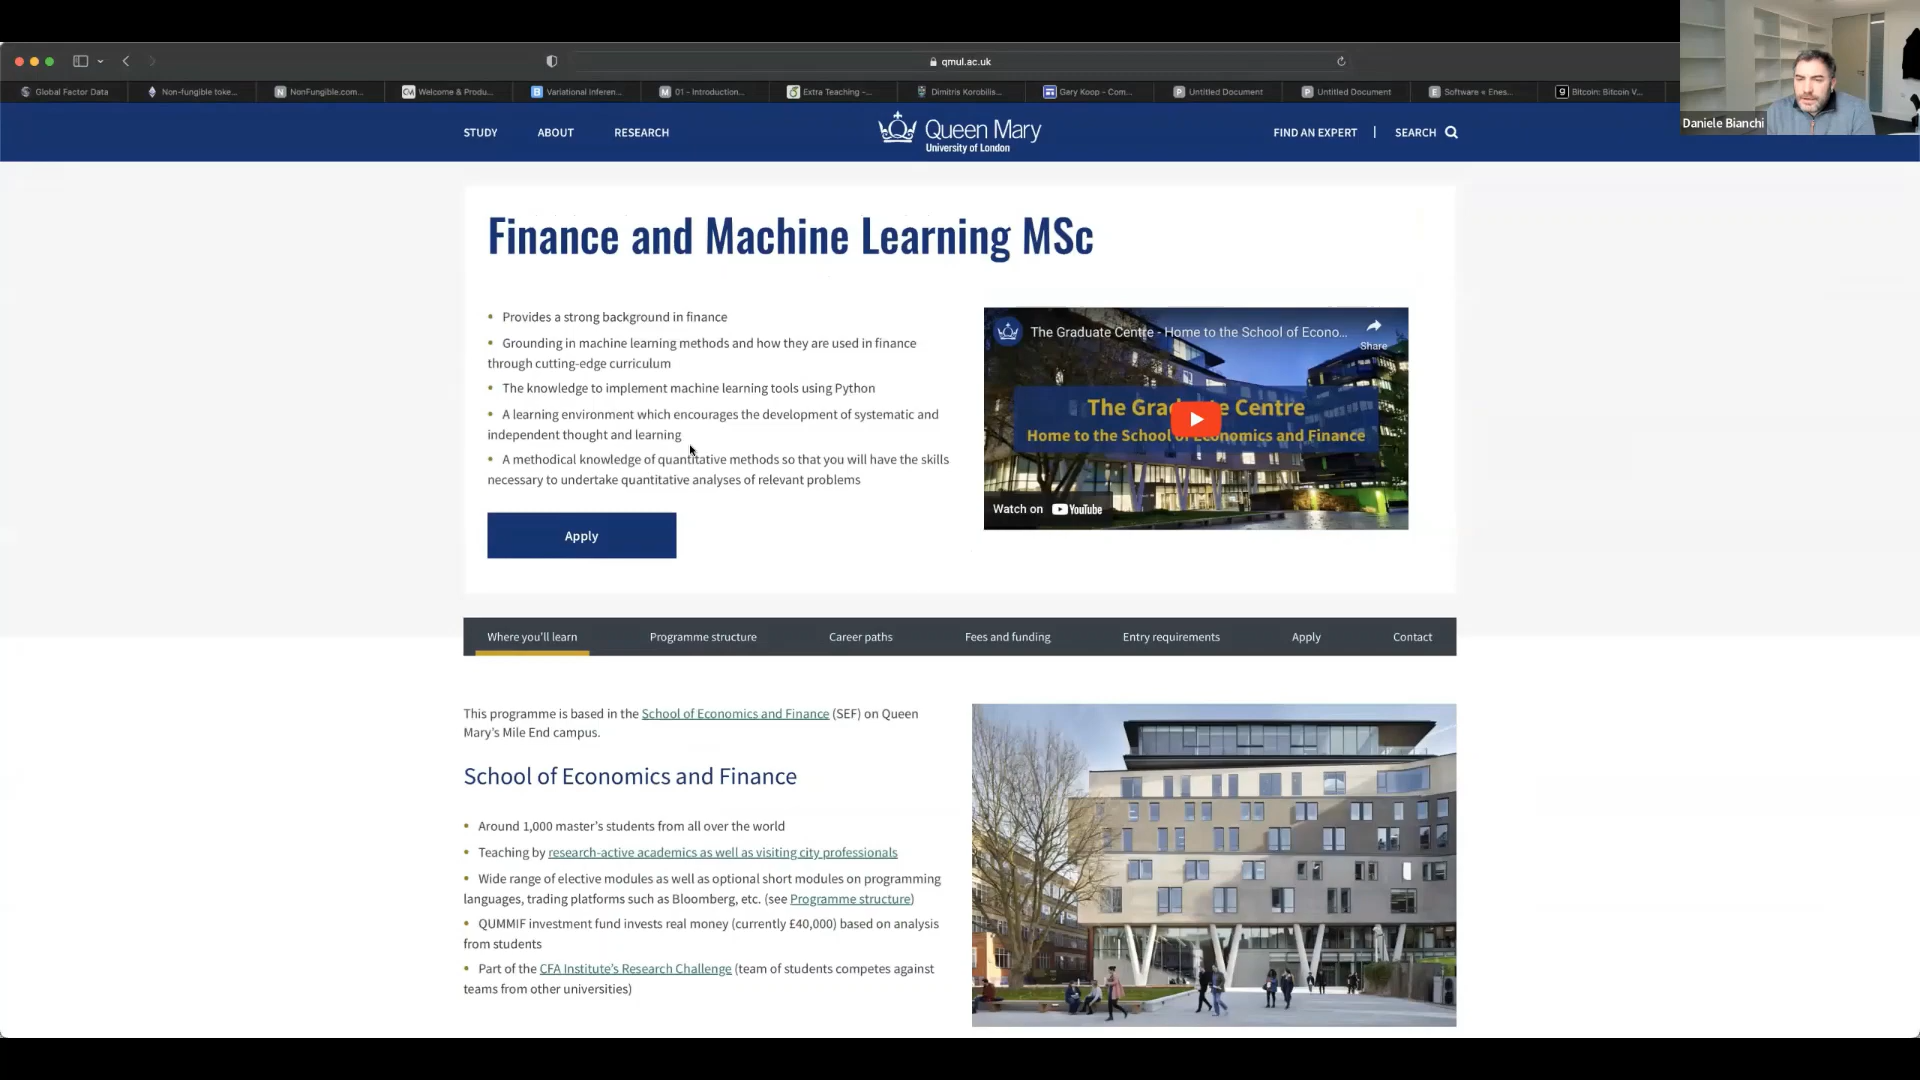 qmul.ac.uk
Global Factor Data
Non-fungible toke...
NonFungible.com...
Welcome & Produ...
Variational Inferen...
01 - Introduction...
Extra Teaching -...
Dimitris Korobilis...
Gary Koop - Com...
Untitled Document
Untitled Document
Software « Enes...
Bitcoin: Bitcoin V...
Daniele Bianchi
STUDY
ABOUT
RESEARCH
Queen Mary
University of London
FIND AN EXPERT
SEARCH
Finance and Machine Learning MSc
• Provides a strong background in finance
• Grounding in machine learning methods and how they are used in finance
through cutting-edge curriculum
• The knowledge to implement machine learning tools using Python
• A learning environment which encourages the development of systematic and
independent thought and learning
• A methodical knowledge of quantitative methods so that you will have the skills
necessary to undertake quantitative analyses of relevant problems
Apply
The Graduate Centre - Home to the School of Econo...
Share
The Graduate Centre
Home to the School of Economics and Finance
Watch on YouTube
Where you'll learn
Programme structure
Career paths
Fees and funding
Entry requirements
Apply
Contact
This programme is based in the School of Economics and Finance (SEF) on Queen
Mary's Mile End campus.
School of Economics and Finance
• Around 1,000 master's students from all over the world
• Teaching by research-active academics as well as visiting city professionals
• Wide range of elective modules as well as optional short modules on programming
languages, trading platforms such as Bloomberg, etc. (see Programme structure)
• QUMMIF investment fund invests real money (currently £40,000) based on analysis
from students
• Part of the CFA Institute's Research Challenge (team of students competes against
teams from other universities)